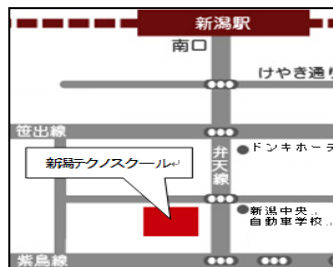 新潟駅
南口
けやき通り
笹出線
弁天線
ドンキホーテ
新潟テクノスクール
新潟中央
自動車学校
紫鳥線